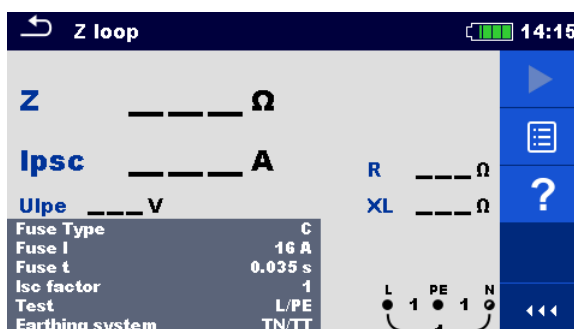 Z loop 14:15
Z ___ Ω
Ipsc ___ A
R ___ Ω
Ulpe ___ V
XL ___ Ω
?
Fuse Type C
Fuse I 16 A
Fuse t 0.035 s
Isc factor 1
Test L/PE
Earthing system TN/TT
L PE N
1 1
1